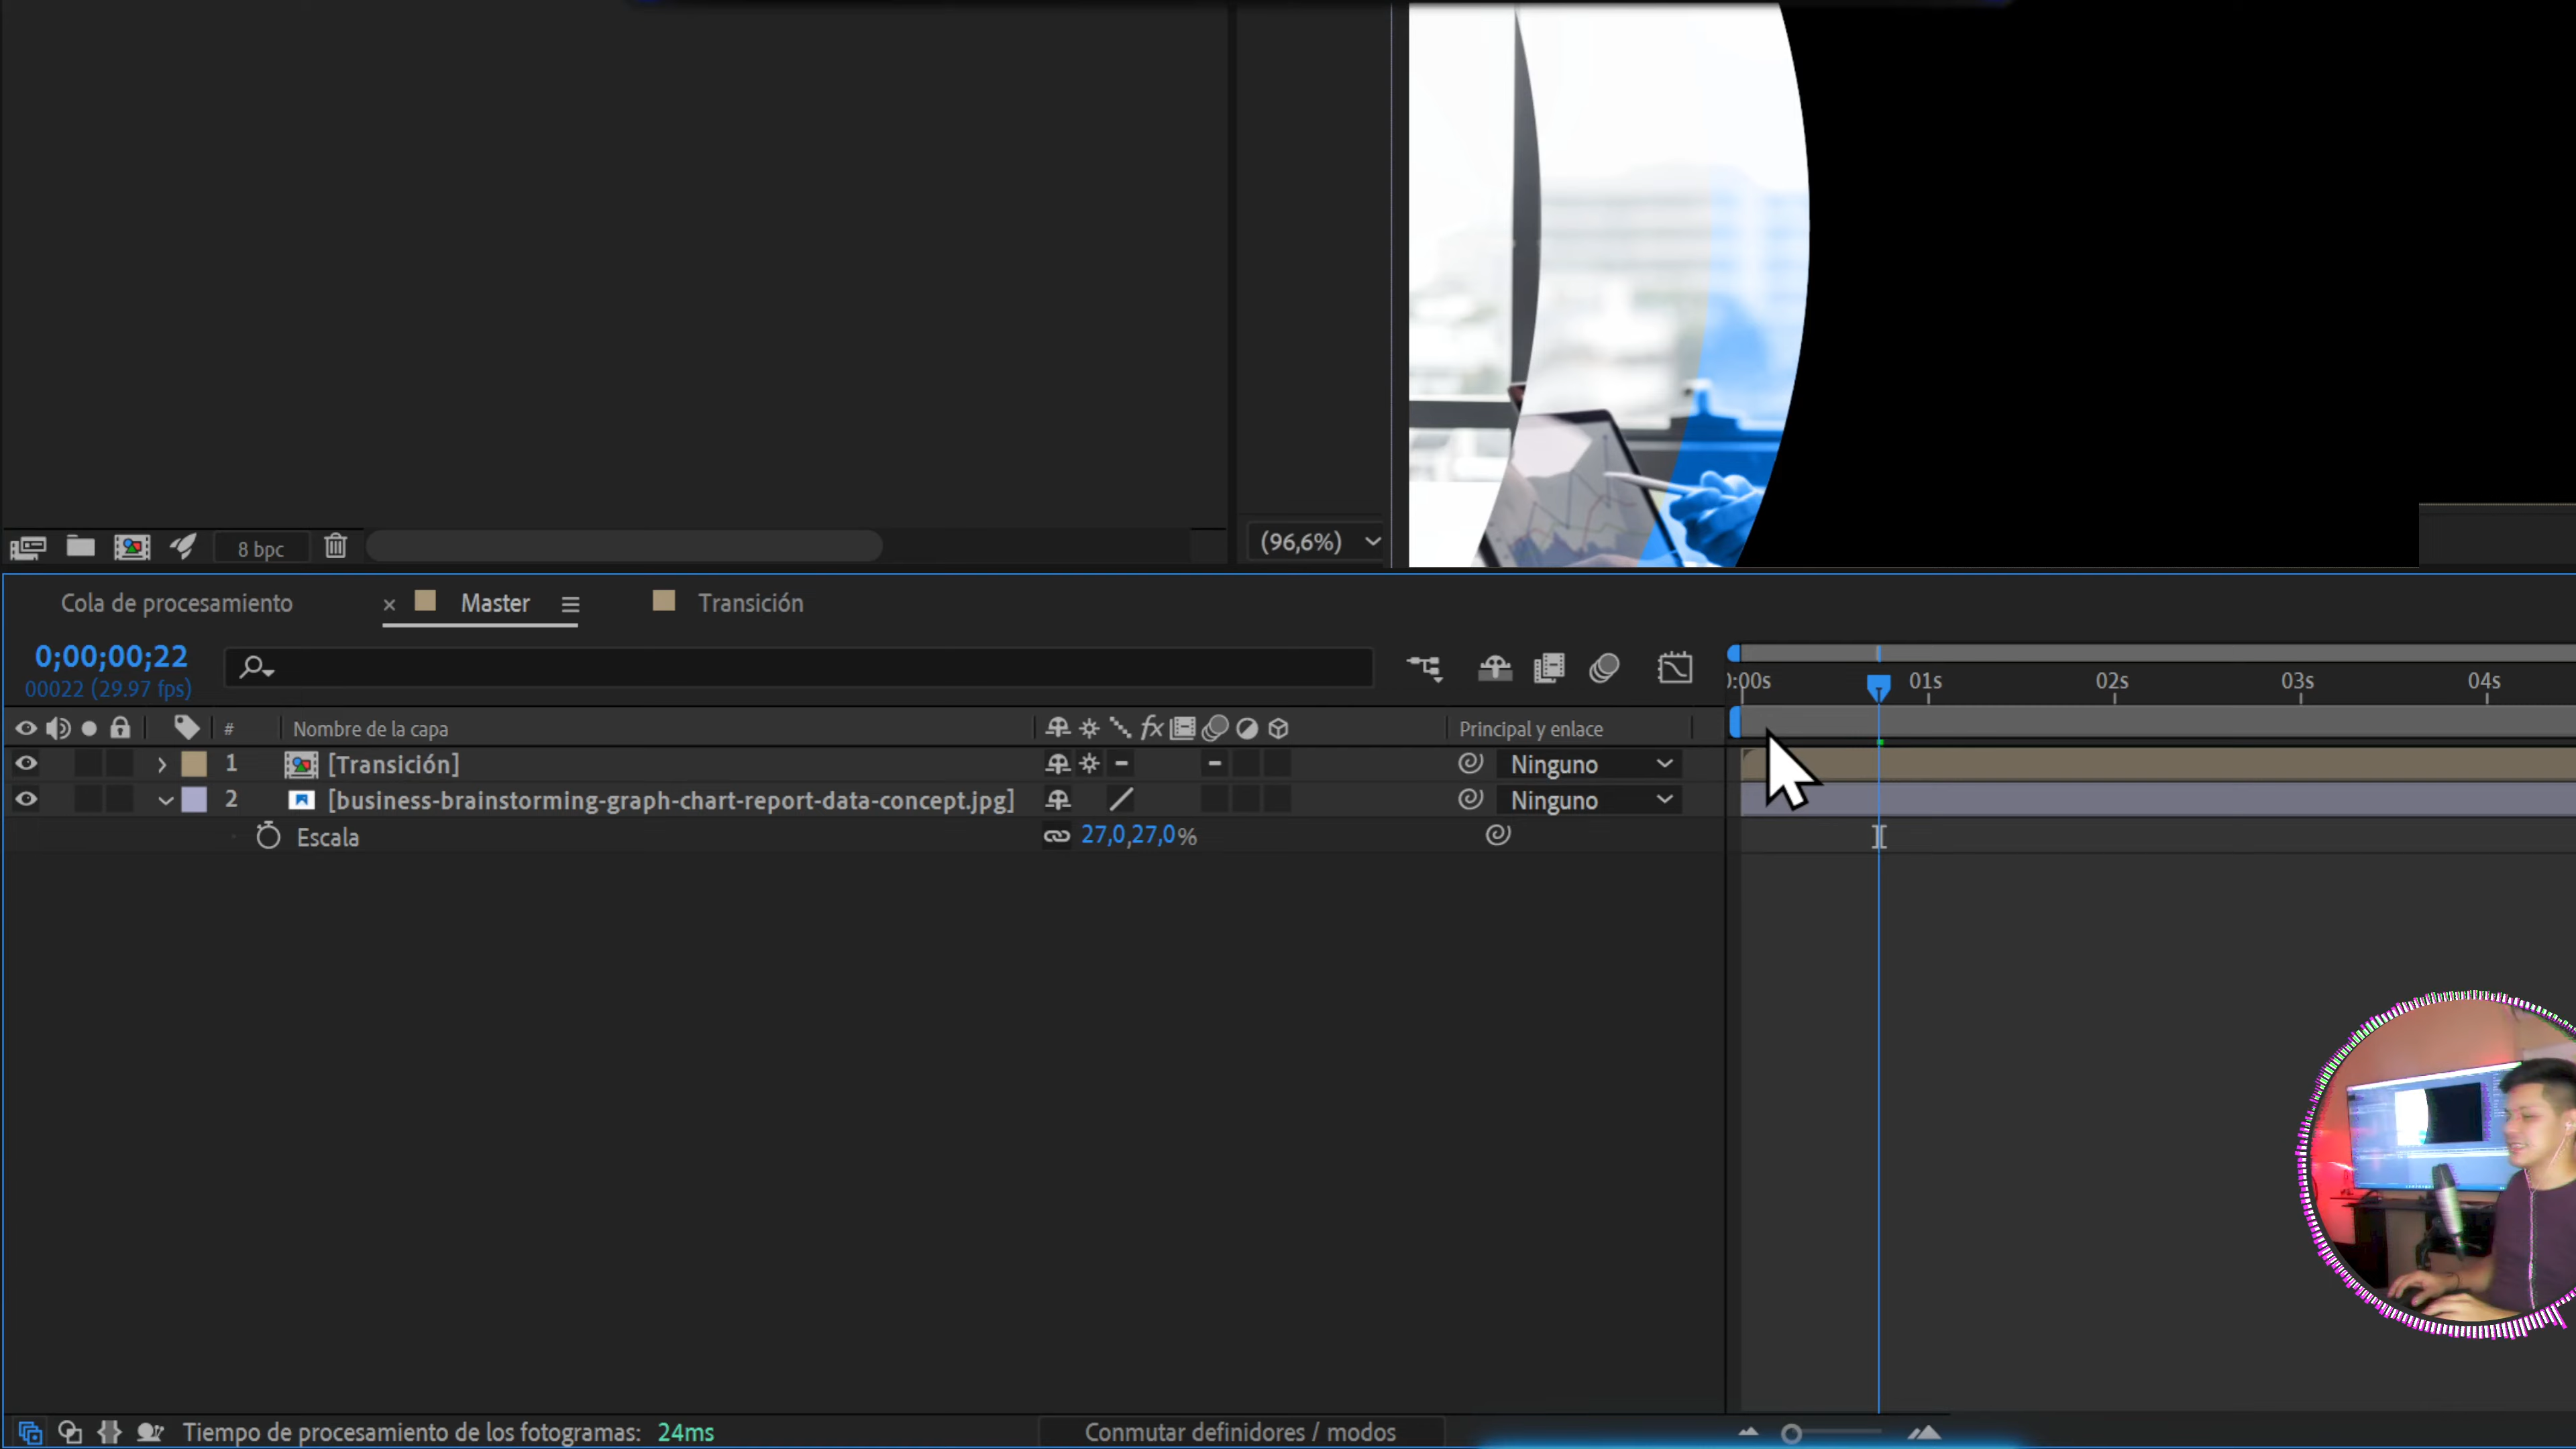 8 bpc
(96,6%)
Cola de procesamiento
× Master
Transición
0;00;00;22
00022 (29.97 fps)
:00s 01s 02s 03s 04s
# Nombre de la capa fx Principal y enlace
1 [Transición] Ninguno
2 [business-brainstorming-graph-chart-report-data-concept.jpg] Ninguno
Escala 27,0,27,0%
Tiempo de procesamiento de los fotogramas: 24ms
Conmutar definidores / modos